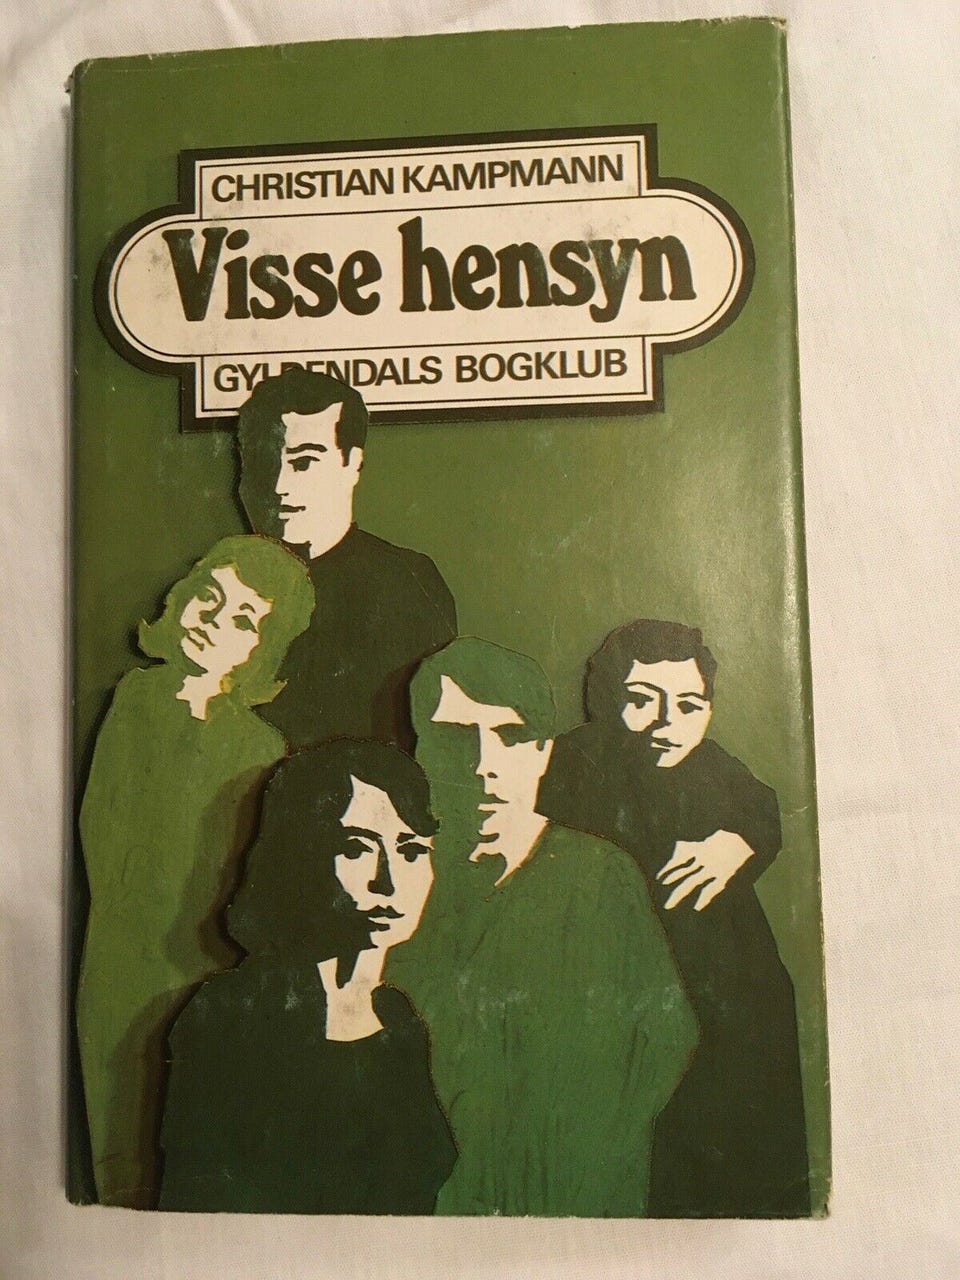 CHRISTIAN KAMPMANN
Visse hensyn
GYLDENDALS BOGKLUB